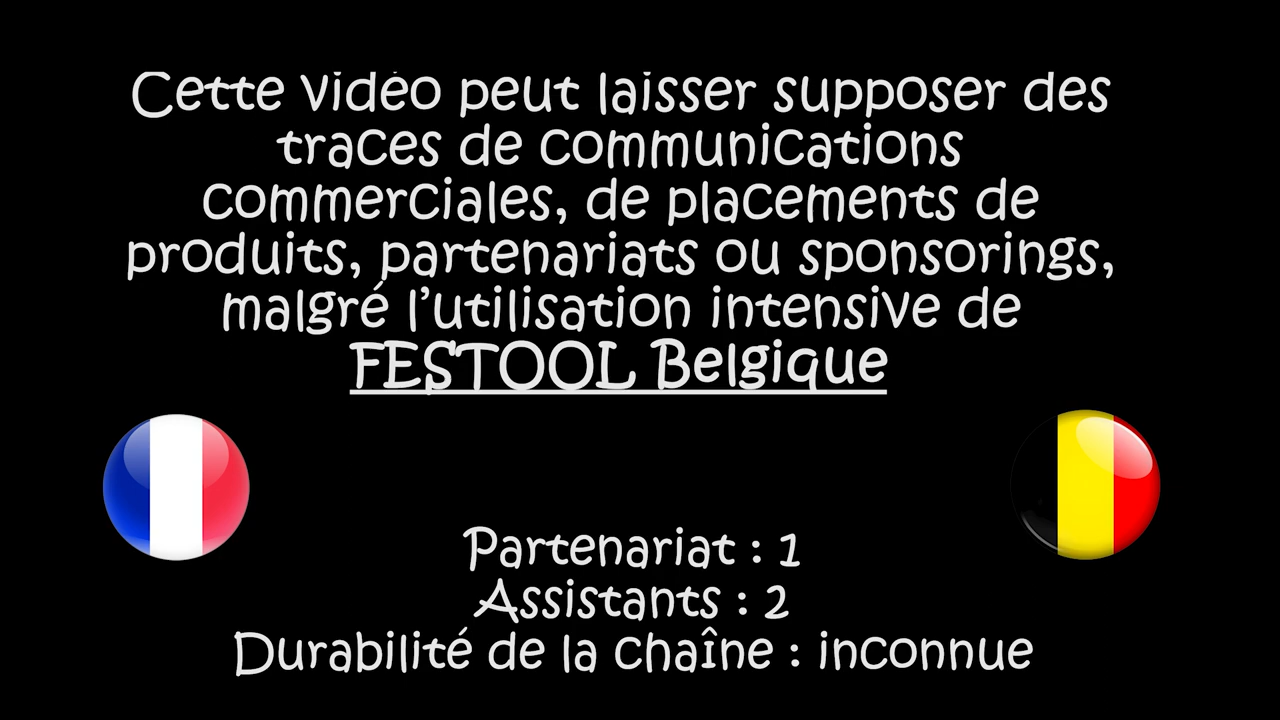 Cette vidéo peut laisser supposer des
traces de communications
commerciales, de placements de
produits, partenariats ou sponsorings,
malgré l’utilisation intensive de
FESTOOL Belgique
Partenariat : 1
Assistants : 2
Durabilité de la chaîne : inconnue